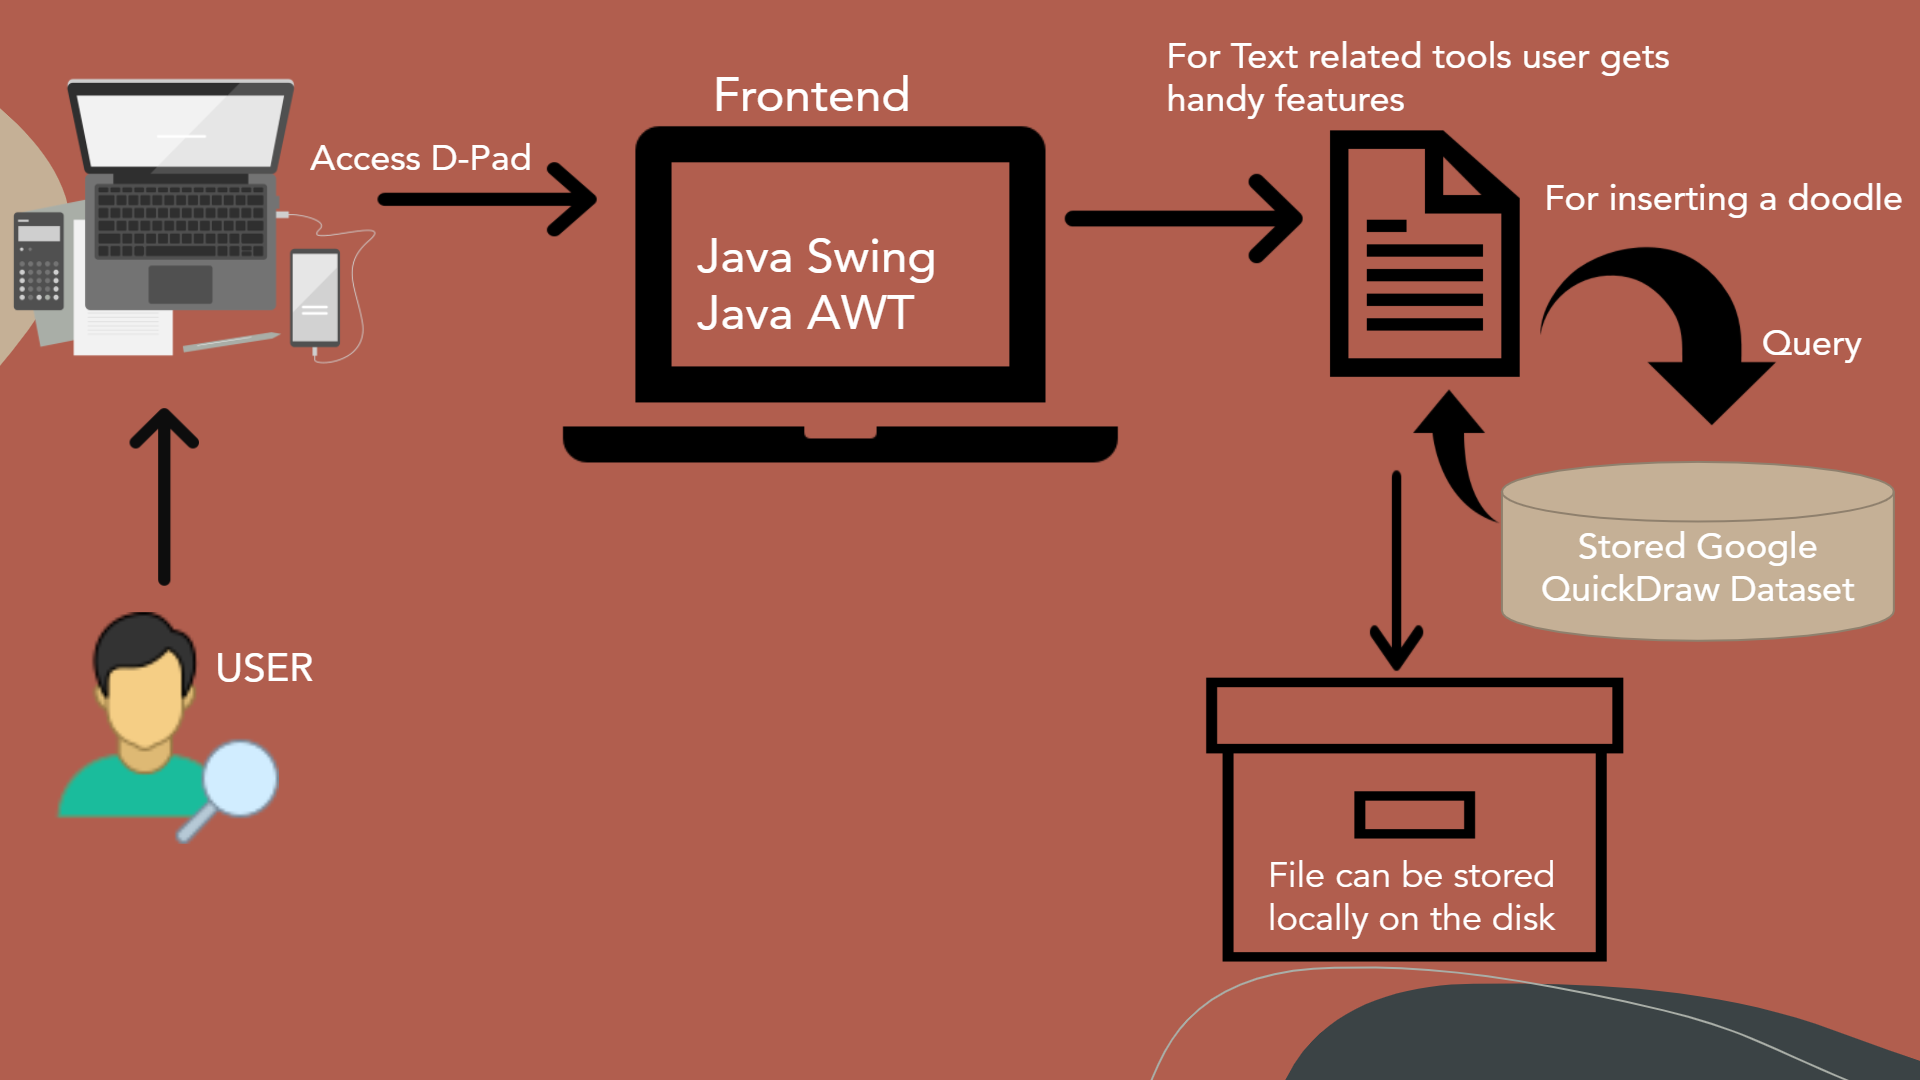 For Text related tools user gets
handy features
Frontend
Access D-Pad
For inserting a doodle
Java Swing
Java AWT
Query
Stored Google
QuickDraw Dataset
USER
File can be stored
locally on the disk